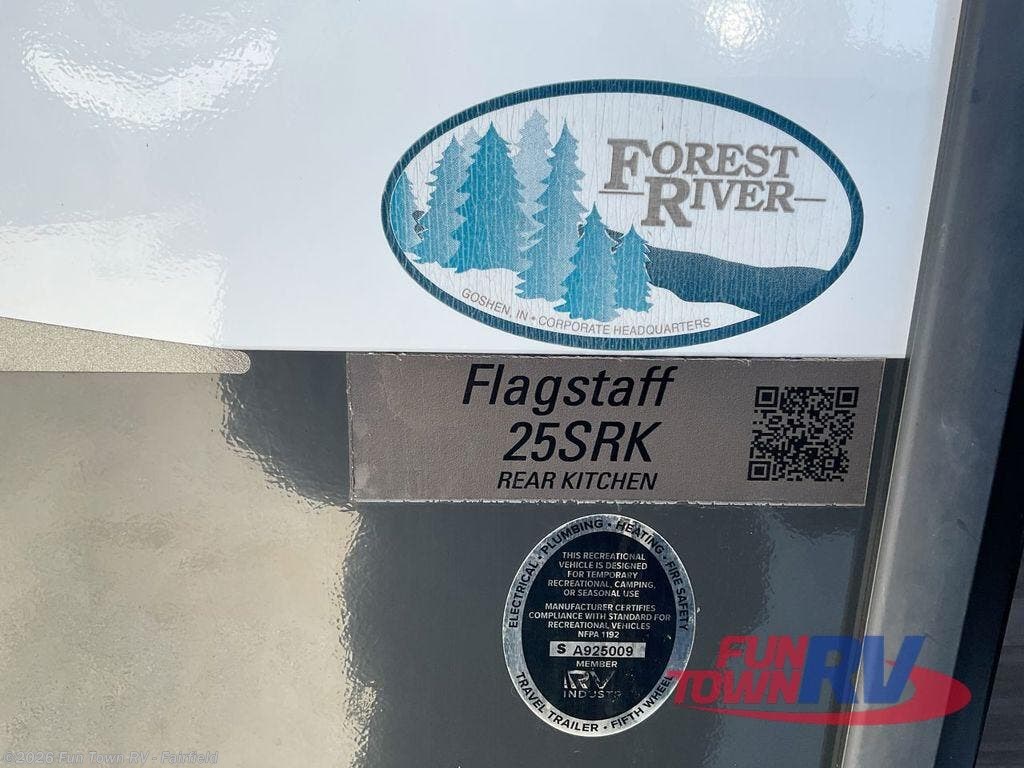 FOREST
RIVER
GOSHEN, IN • CORPORATE HEADQUARTERS
Flagstaff
25SRK
REAR KITCHEN
ELECTRICAL • PLUMBING • HEATING • FIRE SAFETY
THIS RECREATIONAL
VEHICLE IS DESIGNED
FOR TEMPORARY
RECREATIONAL, CAMPING,
OR SEASONAL USE
MANUFACTURER CERTIFIES
COMPLIANCE WITH STANDARD FOR
RECREATIONAL VEHICLES
NFPA 1192
S A925009
MEMBER
RV
INDUSTR
TRAVEL TRAILER • FIFTH WHEEL
FUN
TOWN RV
©2026 Fun Town RV - Fairfield